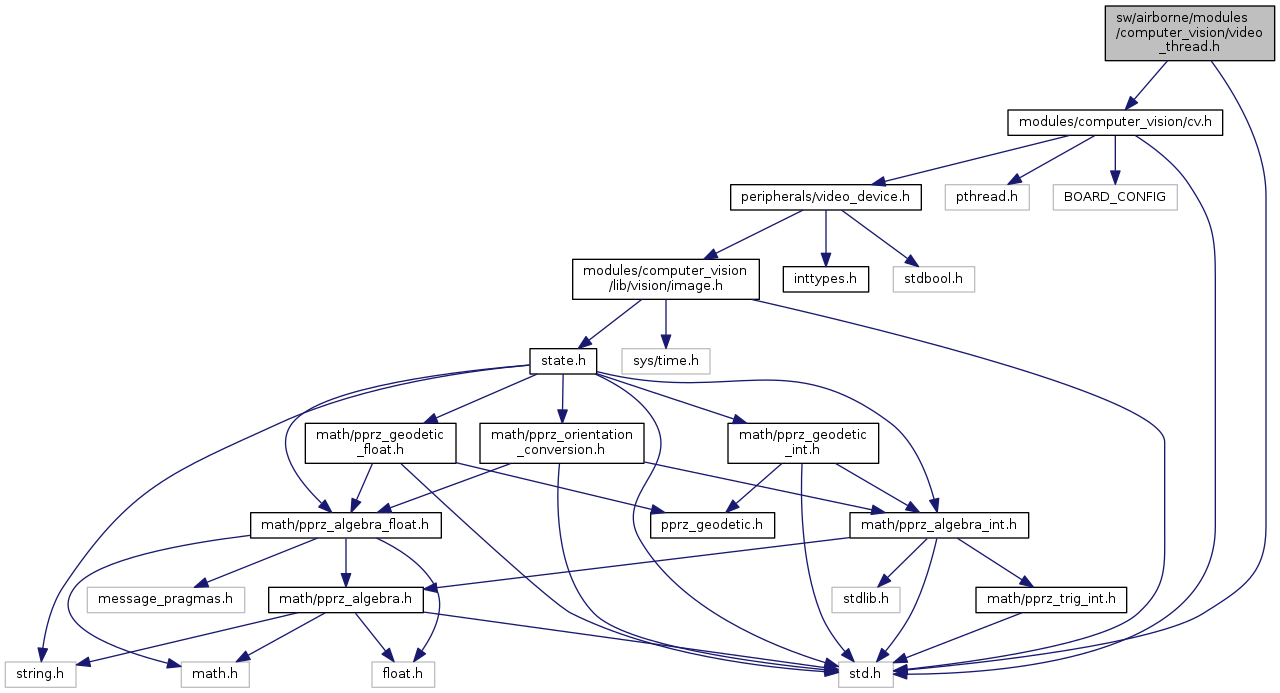 sw/airborne/modules
/computer_vision/video
_thread.h
modules/computer_vision/cv.h
peripherals/video_device.h
pthread.h
BOARD_CONFIG
modules/computer_vision
/lib/vision/image.h
inttypes.h
stdbool.h
state.h
sys/time.h
math/pprz_geodetic
_float.h
math/pprz_orientation
_conversion.h
math/pprz_geodetic
_int.h
math/pprz_algebra_float.h
pprz_geodetic.h
math/pprz_algebra_int.h
message_pragmas.h
math/pprz_algebra.h
stdlib.h
math/pprz_trig_int.h
string.h
math.h
float.h
std.h